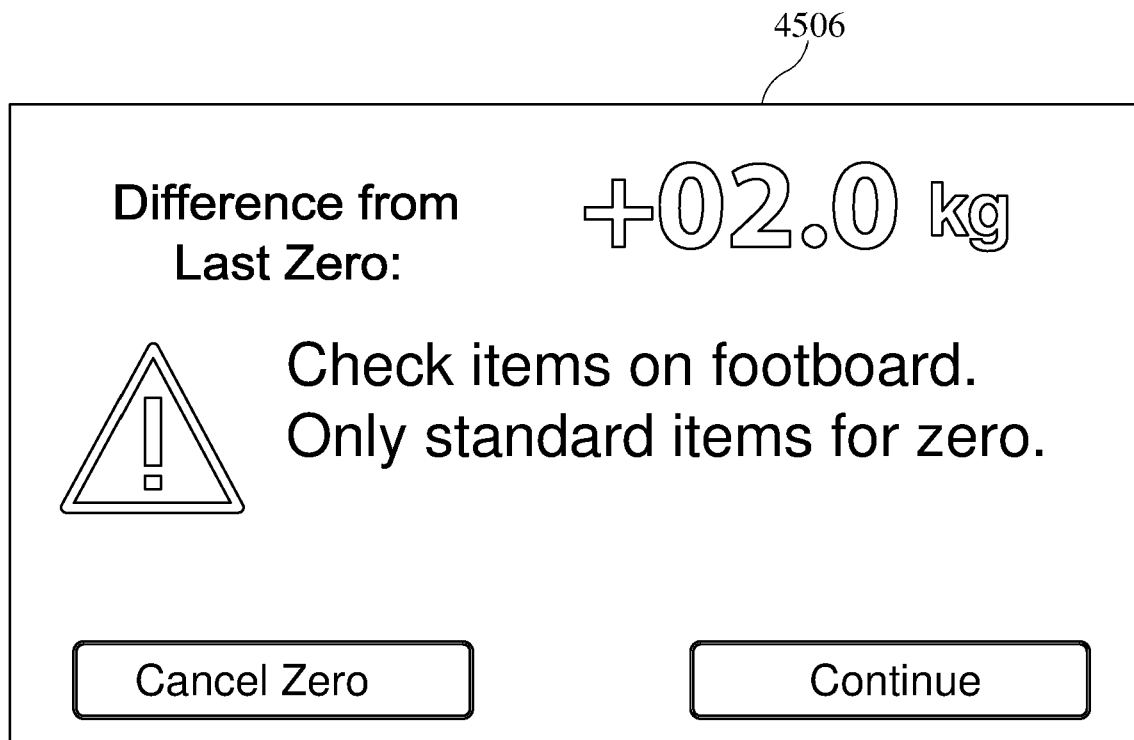 4506
Difference from
Last Zero:
+02.0 kg
Check items on footboard.
Only standard items for zero.
Cancel Zero
Continue